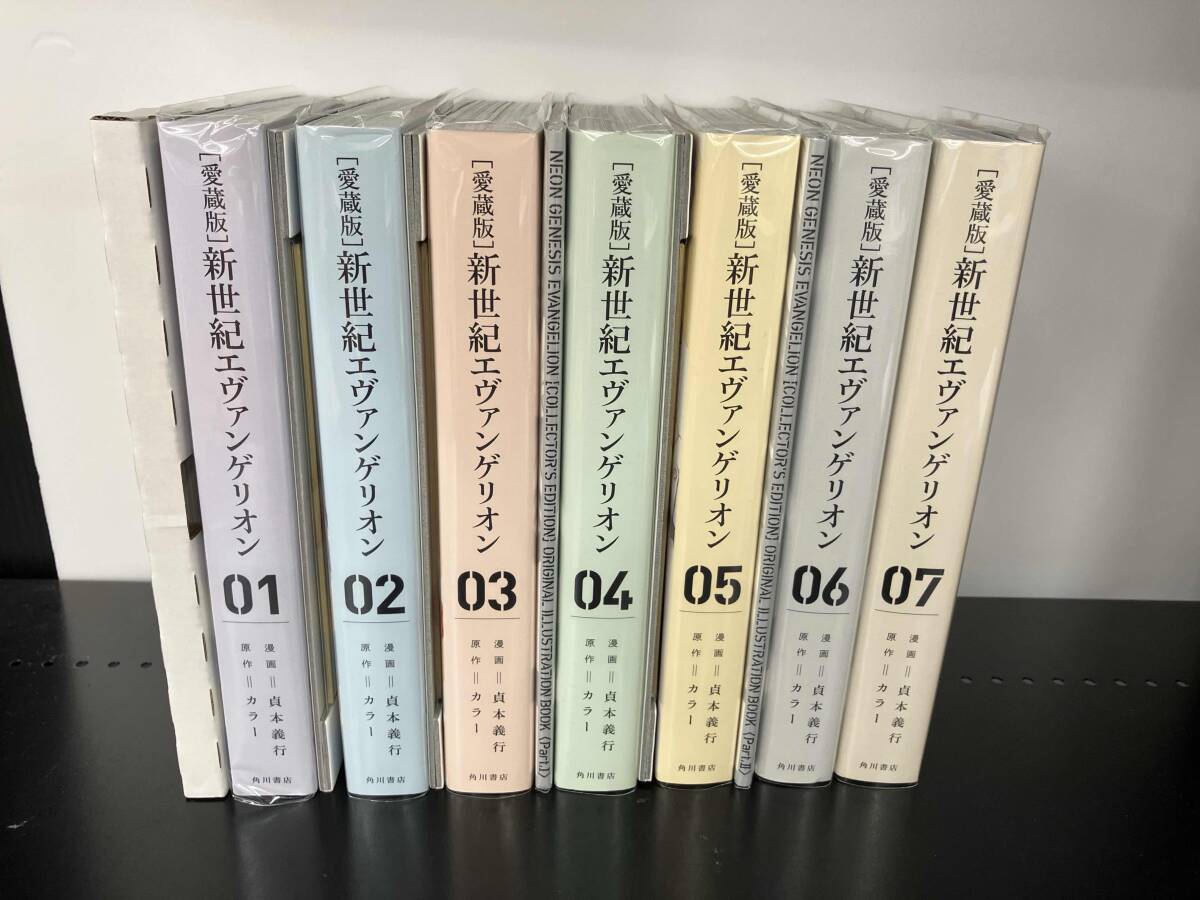 [愛蔵版]新世紀エヴァンゲリオン
01
漫画=貞本義行
原作=カラー
角川書店
[愛蔵版]新世紀エヴァンゲリオン
02
漫画=貞本義行
原作=カラー
角川書店
[愛蔵版]新世紀エヴァンゲリオン
03
漫画=貞本義行
原作=カラー
角川書店
NEON GENESIS EVANGELION [COLLECTOR'S EDITION] ORIGINAL ILLUSTRATION BOOK 《Part.I》
[愛蔵版]新世紀エヴァンゲリオン
04
漫画=貞本義行
原作=カラー
角川書店
[愛蔵版]新世紀エヴァンゲリオン
05
漫画=貞本義行
原作=カラー
角川書店
NEON GENESIS EVANGELION [COLLECTOR'S EDITION] ORIGINAL ILLUSTRATION BOOK 《Part.II》
[愛蔵版]新世紀エヴァンゲリオン
06
漫画=貞本義行
原作=カラー
角川書店
[愛蔵版]新世紀エヴァンゲリオン
07
漫画=貞本義行
原作=カラー
角川書店